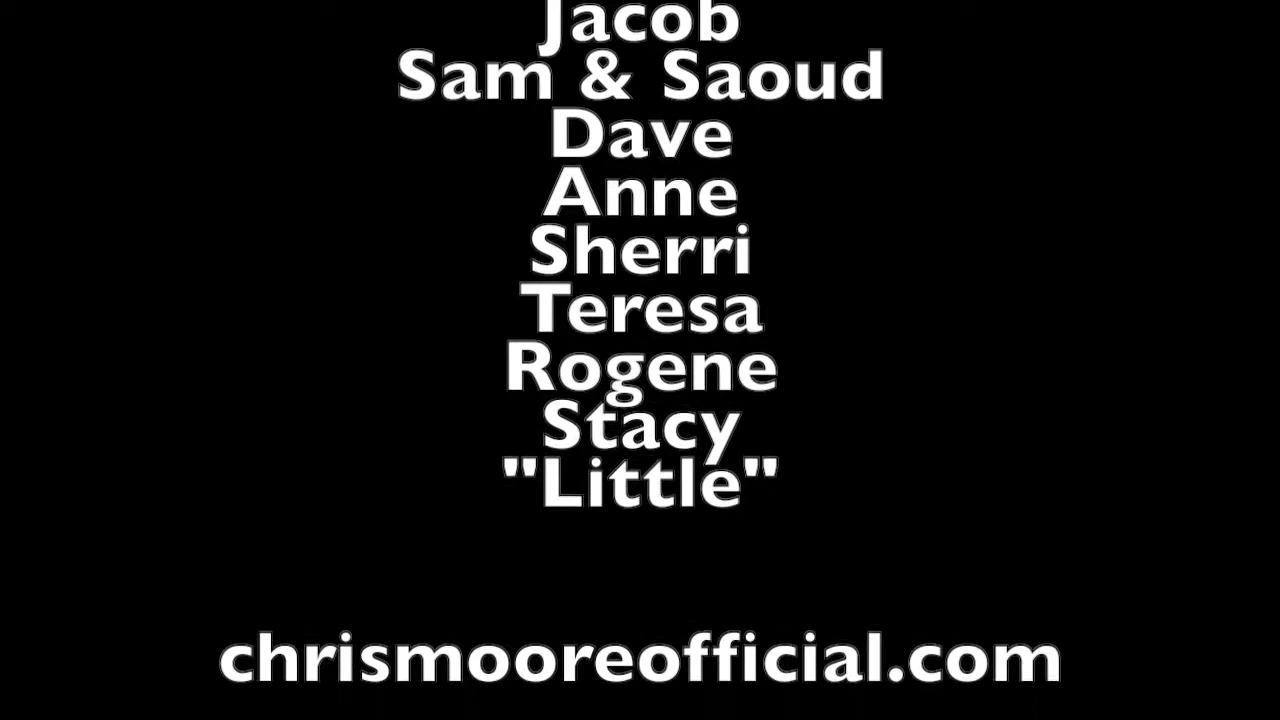 Jacob
Sam & Saoud
Dave
Anne
Sherri
Teresa
Rogene
Stacy
"Little"
chrismooreofficial.com